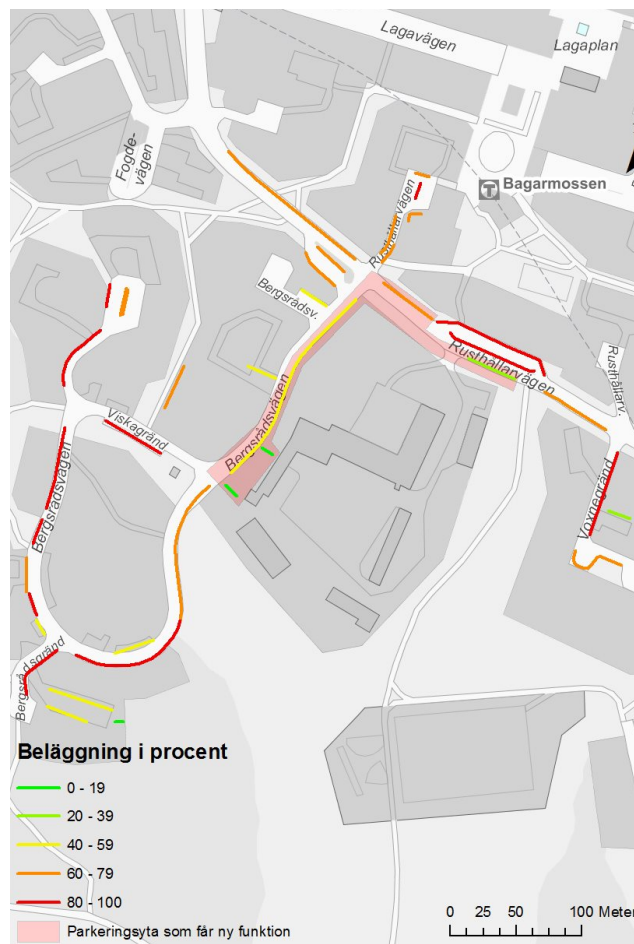 Lagavägen
Lagaplan
Fogde-
vägen
Bagarmossen
T
Rusthållarvägen
Bergsrådsv.
Rusthållarvägen
Rusthållarv.
Bergsrådsvägen
Viskagränd
Bergsrådsvägen
Voxnegränd
Bergsrådsgränd
Beläggning i procent
0 - 19
20 - 39
40 - 59
60 - 79
80 - 100
Parkeringsyta som får ny funktion
0 25 50 100 Meter